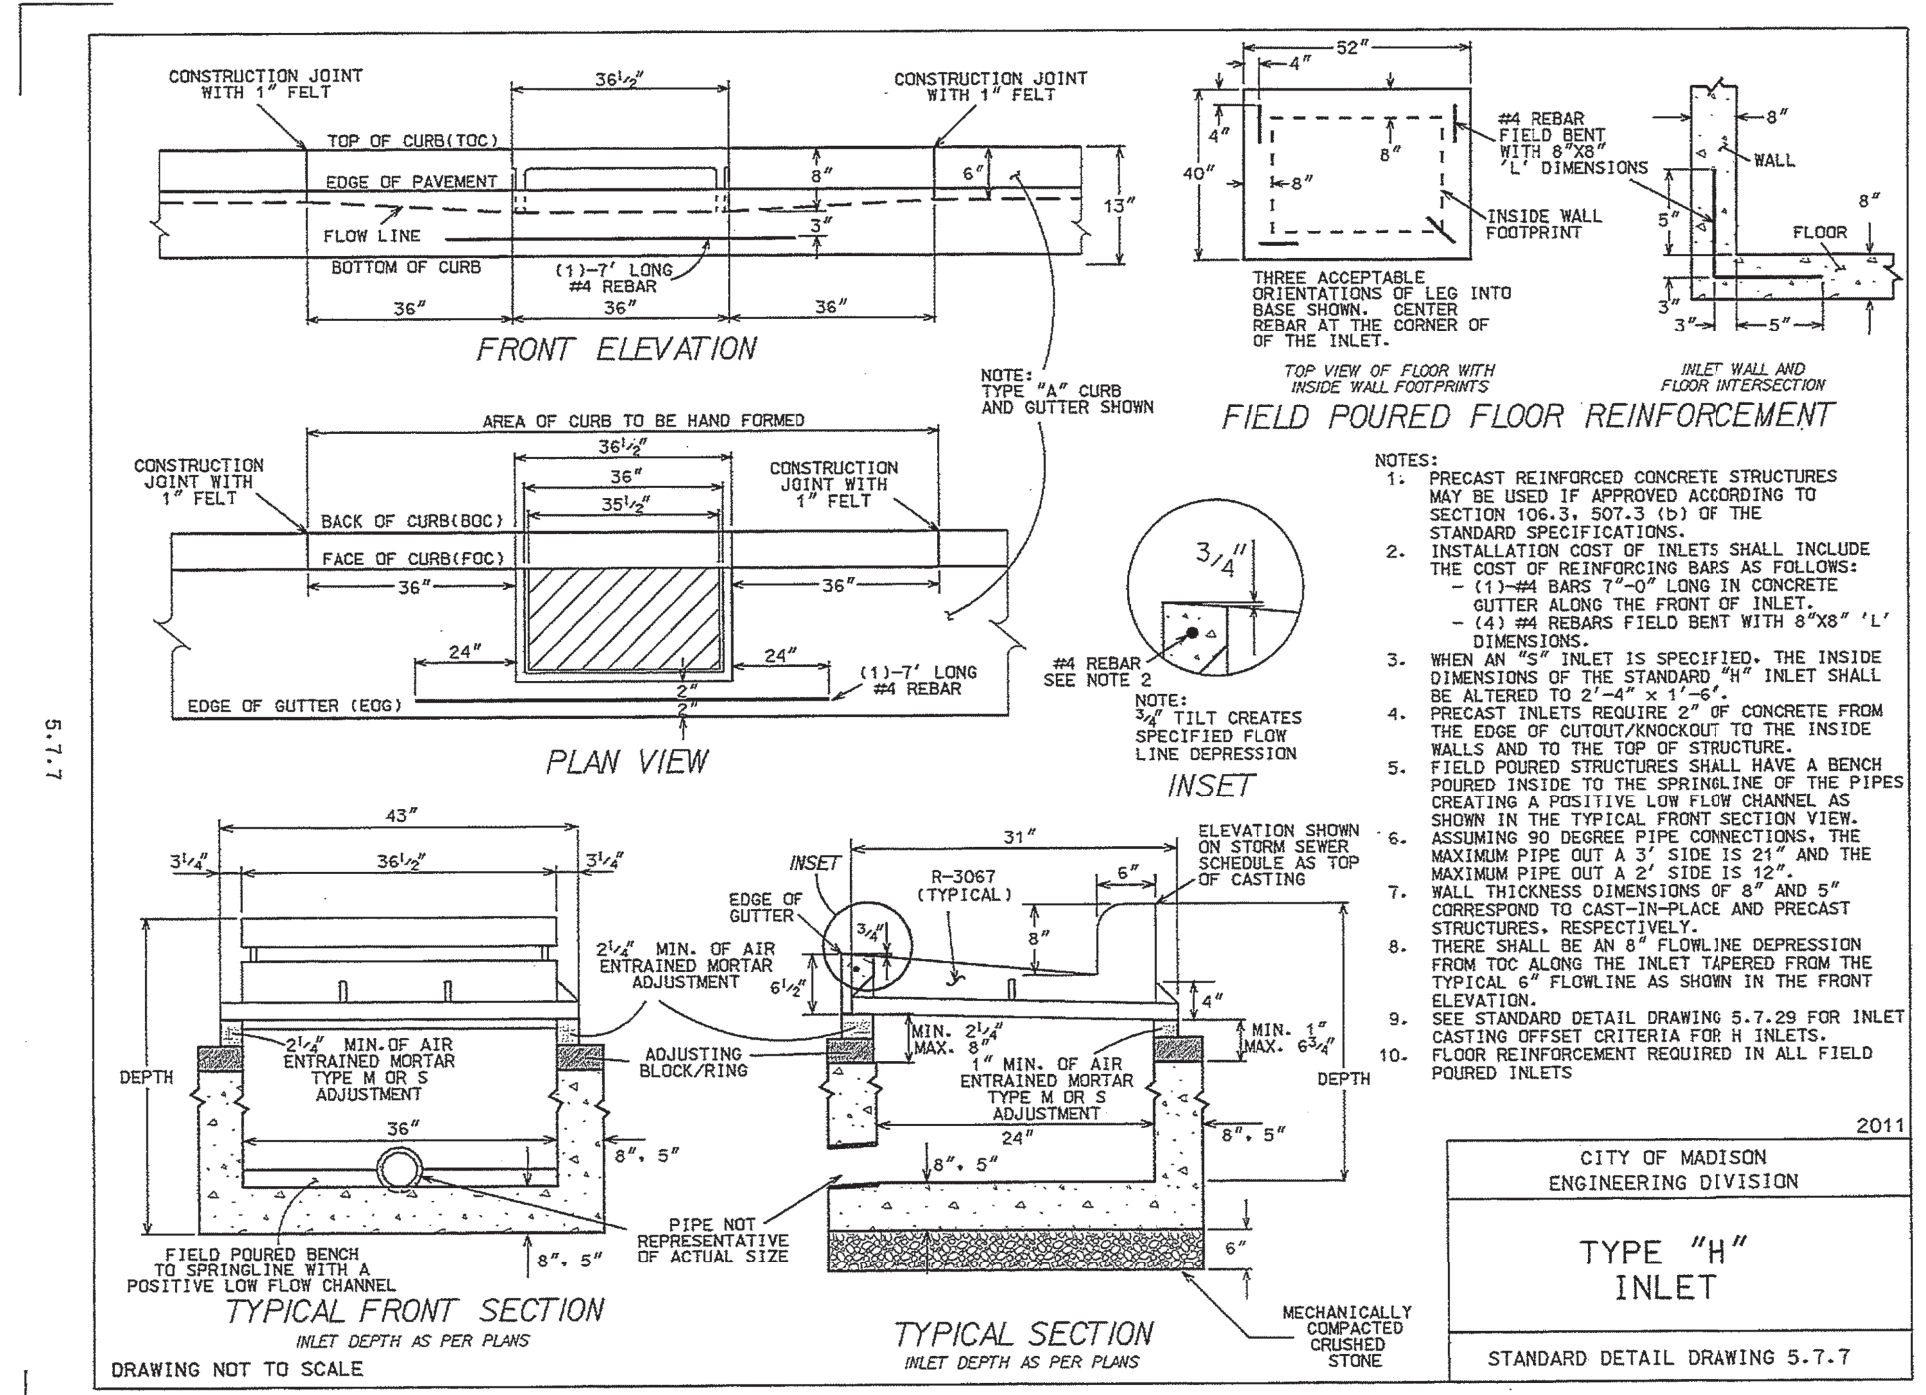 CONSTRUCTION JOINT
WITH 1" FELT
36 1/2"
CONSTRUCTION JOINT
WITH 1" FELT
TOP OF CURB(TOC)
EDGE OF PAVEMENT
8"
6"
13"
FLOW LINE
3"
BOTTOM OF CURB
(1)-7' LONG
#4 REBAR
36"
36"
36"
FRONT ELEVATION
52"
4"
4"
40"
8"
8"
#4 REBAR
FIELD BENT
WITH 8"X8"
'L' DIMENSIONS
INSIDE WALL
FOOTPRINT
THREE ACCEPTABLE
ORIENTATIONS OF LEG INTO
BASE SHOWN. CENTER
REBAR AT THE CORNER OF
OF THE INLET.
TOP VIEW OF FLOOR WITH
INSIDE WALL FOOTPRINTS
8"
WALL
8"
5"
FLOOR
3"
3"
5"
INLET WALL AND
FLOOR INTERSECTION
FIELD POURED FLOOR REINFORCEMENT
NOTE:
TYPE "A" CURB
AND GUTTER SHOWN
AREA OF CURB TO BE HAND FORMED
36 1/2"
CONSTRUCTION
JOINT WITH
1" FELT
36"
35 1/2"
CONSTRUCTION
JOINT WITH
1" FELT
BACK OF CURB(BOC)
FACE OF CURB(FOC)
36"
36"
24"
24"
2"
2"
(1)-7' LONG
#4 REBAR
EDGE OF GUTTER (EOG)
PLAN VIEW
3/4"
#4 REBAR
SEE NOTE 2
NOTE:
3/4" TILT CREATES
SPECIFIED FLOW
LINE DEPRESSION
INSET
NOTES:
1. PRECAST REINFORCED CONCRETE STRUCTURES
MAY BE USED IF APPROVED ACCORDING TO
SECTION 106.3, 507.3 (b) OF THE
STANDARD SPECIFICATIONS.
2. INSTALLATION COST OF INLETS SHALL INCLUDE
THE COST OF REINFORCING BARS AS FOLLOWS:
- (1)-#4 BARS 7"-0" LONG IN CONCRETE
GUTTER ALONG THE FRONT OF INLET.
- (4) #4 REBARS FIELD BENT WITH 8"X8" 'L'
DIMENSIONS.
3. WHEN AN "S" INLET IS SPECIFIED, THE INSIDE
DIMENSIONS OF THE STANDARD "H" INLET SHALL
BE ALTERED TO 2'-4" x 1'-6'.
4. PRECAST INLETS REQUIRE 2" OF CONCRETE FROM
THE EDGE OF CUTOUT/KNOCKOUT TO THE INSIDE
WALLS AND TO THE TOP OF STRUCTURE.
5. FIELD POURED STRUCTURES SHALL HAVE A BENCH
POURED INSIDE TO THE SPRINGLINE OF THE PIPES
CREATING A POSITIVE LOW FLOW CHANNEL AS
SHOWN IN THE TYPICAL FRONT SECTION VIEW.
6. ASSUMING 90 DEGREE PIPE CONNECTIONS, THE
MAXIMUM PIPE OUT A 3' SIDE IS 21" AND THE
MAXIMUM PIPE OUT A 2' SIDE IS 12".
7. WALL THICKNESS DIMENSIONS OF 8" AND 5"
CORRESPOND TO CAST-IN-PLACE AND PRECAST
STRUCTURES, RESPECTIVELY.
8. THERE SHALL BE AN 8" FLOWLINE DEPRESSION
FROM TOC ALONG THE INLET TAPERED FROM THE
TYPICAL 6" FLOWLINE AS SHOWN IN THE FRONT
ELEVATION.
9. SEE STANDARD DETAIL DRAWING 5.7.29 FOR INLET
CASTING OFFSET CRITERIA FOR H INLETS.
10. FLOOR REINFORCEMENT REQUIRED IN ALL FIELD
POURED INLETS
5.7.7
43"
3 1/4"
36 1/2"
3 1/4"
2 1/4" MIN. OF AIR
ENTRAINED MORTAR
ADJUSTMENT
2 1/4" MIN.OF AIR
ENTRAINED MORTAR
TYPE M OR S
ADJUSTMENT
ADJUSTING
BLOCK/RING
DEPTH
36"
8", 5"
FIELD POURED BENCH
TO SPRINGLINE WITH A
POSITIVE LOW FLOW CHANNEL
8", 5"
PIPE NOT
REPRESENTATIVE
OF ACTUAL SIZE
TYPICAL FRONT SECTION
INLET DEPTH AS PER PLANS
DRAWING NOT TO SCALE
31"
ELEVATION SHOWN
ON STORM SEWER
SCHEDULE AS TOP
OF CASTING
INSET
R-3067
(TYPICAL)
6"
EDGE OF
GUTTER
3/4"
8"
6 1/2"
4"
MIN. 2 1/4"
MAX. 8"
MIN. 1"
MAX. 6 3/4"
1" MIN. OF AIR
ENTRAINED MORTAR
TYPE M OR S
ADJUSTMENT
DEPTH
24"
8", 5"
8", 5"
6"
MECHANICALLY
COMPACTED
CRUSHED
STONE
TYPICAL SECTION
INLET DEPTH AS PER PLANS
2011
CITY OF MADISON
ENGINEERING DIVISION
TYPE "H"
INLET
STANDARD DETAIL DRAWING 5.7.7